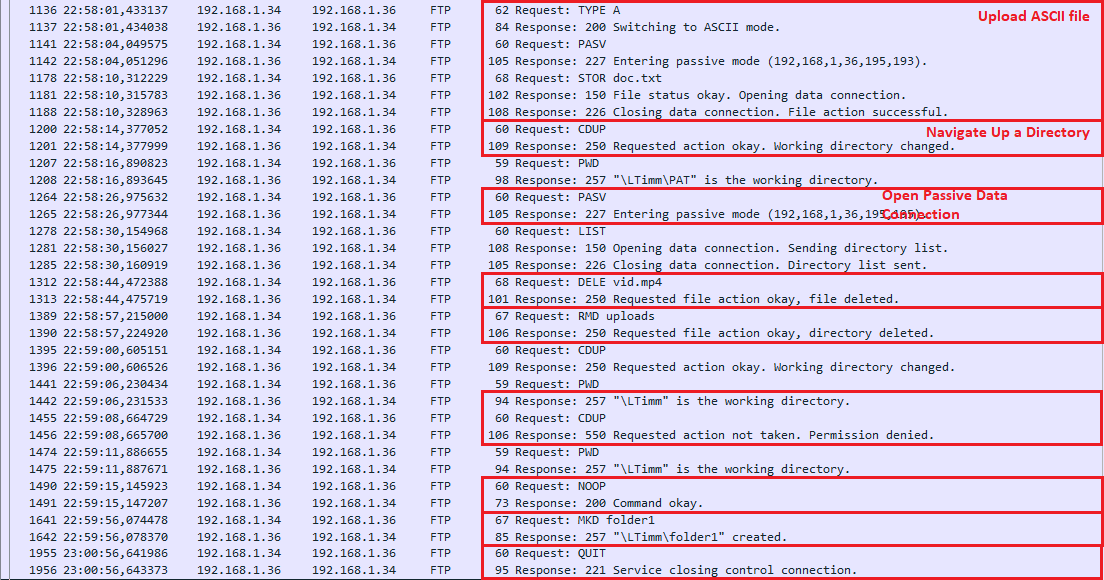 1136 22:58:01,433137 192.168.1.34 192.168.1.36 FTP 62 Request: TYPE A
Upload ASCII file
1137 22:58:01,434038 192.168.1.36 192.168.1.34 FTP 84 Response: 200 Switching to ASCII mode.
1141 22:58:04,049575 192.168.1.34 192.168.1.36 FTP 60 Request: PASV
1142 22:58:04,051296 192.168.1.36 192.168.1.34 FTP 105 Response: 227 Entering passive mode (192,168,1,36,195,193).
1178 22:58:10,312229 192.168.1.34 192.168.1.36 FTP 68 Request: STOR doc.txt
1181 22:58:10,315783 192.168.1.36 192.168.1.34 FTP 102 Response: 150 File status okay. Opening data connection.
1188 22:58:10,328963 192.168.1.36 192.168.1.34 FTP 108 Response: 226 Closing data connection. File action successful.
1200 22:58:14,377052 192.168.1.34 192.168.1.36 FTP 60 Request: CDUP
Navigate Up a Directory
1201 22:58:14,377999 192.168.1.36 192.168.1.34 FTP 109 Response: 250 Requested action okay. Working directory changed.
1207 22:58:16,890823 192.168.1.34 192.168.1.36 FTP 59 Request: PWD
1208 22:58:16,893645 192.168.1.36 192.168.1.34 FTP 98 Response: 257 "\LTimm\PAT" is the working directory.
1264 22:58:26,975632 192.168.1.34 192.168.1.36 FTP 60 Request: PASV
Open Passive Data
Connection
1265 22:58:26,977344 192.168.1.36 192.168.1.34 FTP 105 Response: 227 Entering passive mode (192,168,1,36,195,195).
1278 22:58:30,154968 192.168.1.34 192.168.1.36 FTP 60 Request: LIST
1281 22:58:30,156027 192.168.1.36 192.168.1.34 FTP 108 Response: 150 Opening data connection. Sending directory list.
1285 22:58:30,160919 192.168.1.36 192.168.1.34 FTP 105 Response: 226 Closing data connection. Directory list sent.
1312 22:58:44,472388 192.168.1.34 192.168.1.36 FTP 68 Request: DELE vid.mp4
1313 22:58:44,475719 192.168.1.36 192.168.1.34 FTP 101 Response: 250 Requested file action okay, file deleted.
1389 22:58:57,215000 192.168.1.34 192.168.1.36 FTP 67 Request: RMD uploads
1390 22:58:57,224920 192.168.1.36 192.168.1.34 FTP 106 Response: 250 Requested file action okay, directory deleted.
1395 22:59:00,605151 192.168.1.34 192.168.1.36 FTP 60 Request: CDUP
1396 22:59:00,606526 192.168.1.36 192.168.1.34 FTP 109 Response: 250 Requested action okay. Working directory changed.
1441 22:59:06,230434 192.168.1.34 192.168.1.36 FTP 59 Request: PWD
1442 22:59:06,231533 192.168.1.36 192.168.1.34 FTP 94 Response: 257 "\LTimm" is the working directory.
1455 22:59:08,664729 192.168.1.34 192.168.1.36 FTP 60 Request: CDUP
1456 22:59:08,665700 192.168.1.36 192.168.1.34 FTP 106 Response: 550 Requested action not taken. Permission denied.
1474 22:59:11,886655 192.168.1.34 192.168.1.36 FTP 59 Request: PWD
1475 22:59:11,887671 192.168.1.36 192.168.1.34 FTP 94 Response: 257 "\LTimm" is the working directory.
1490 22:59:15,145923 192.168.1.34 192.168.1.36 FTP 60 Request: NOOP
1491 22:59:15,147207 192.168.1.36 192.168.1.34 FTP 73 Response: 200 Command okay.
1641 22:59:56,074478 192.168.1.34 192.168.1.36 FTP 67 Request: MKD folder1
1642 22:59:56,078370 192.168.1.36 192.168.1.34 FTP 85 Response: 257 "\LTimm\folder1" created.
1955 23:00:56,641986 192.168.1.34 192.168.1.36 FTP 60 Request: QUIT
1956 23:00:56,643373 192.168.1.36 192.168.1.34 FTP 95 Response: 221 Service closing control connection.